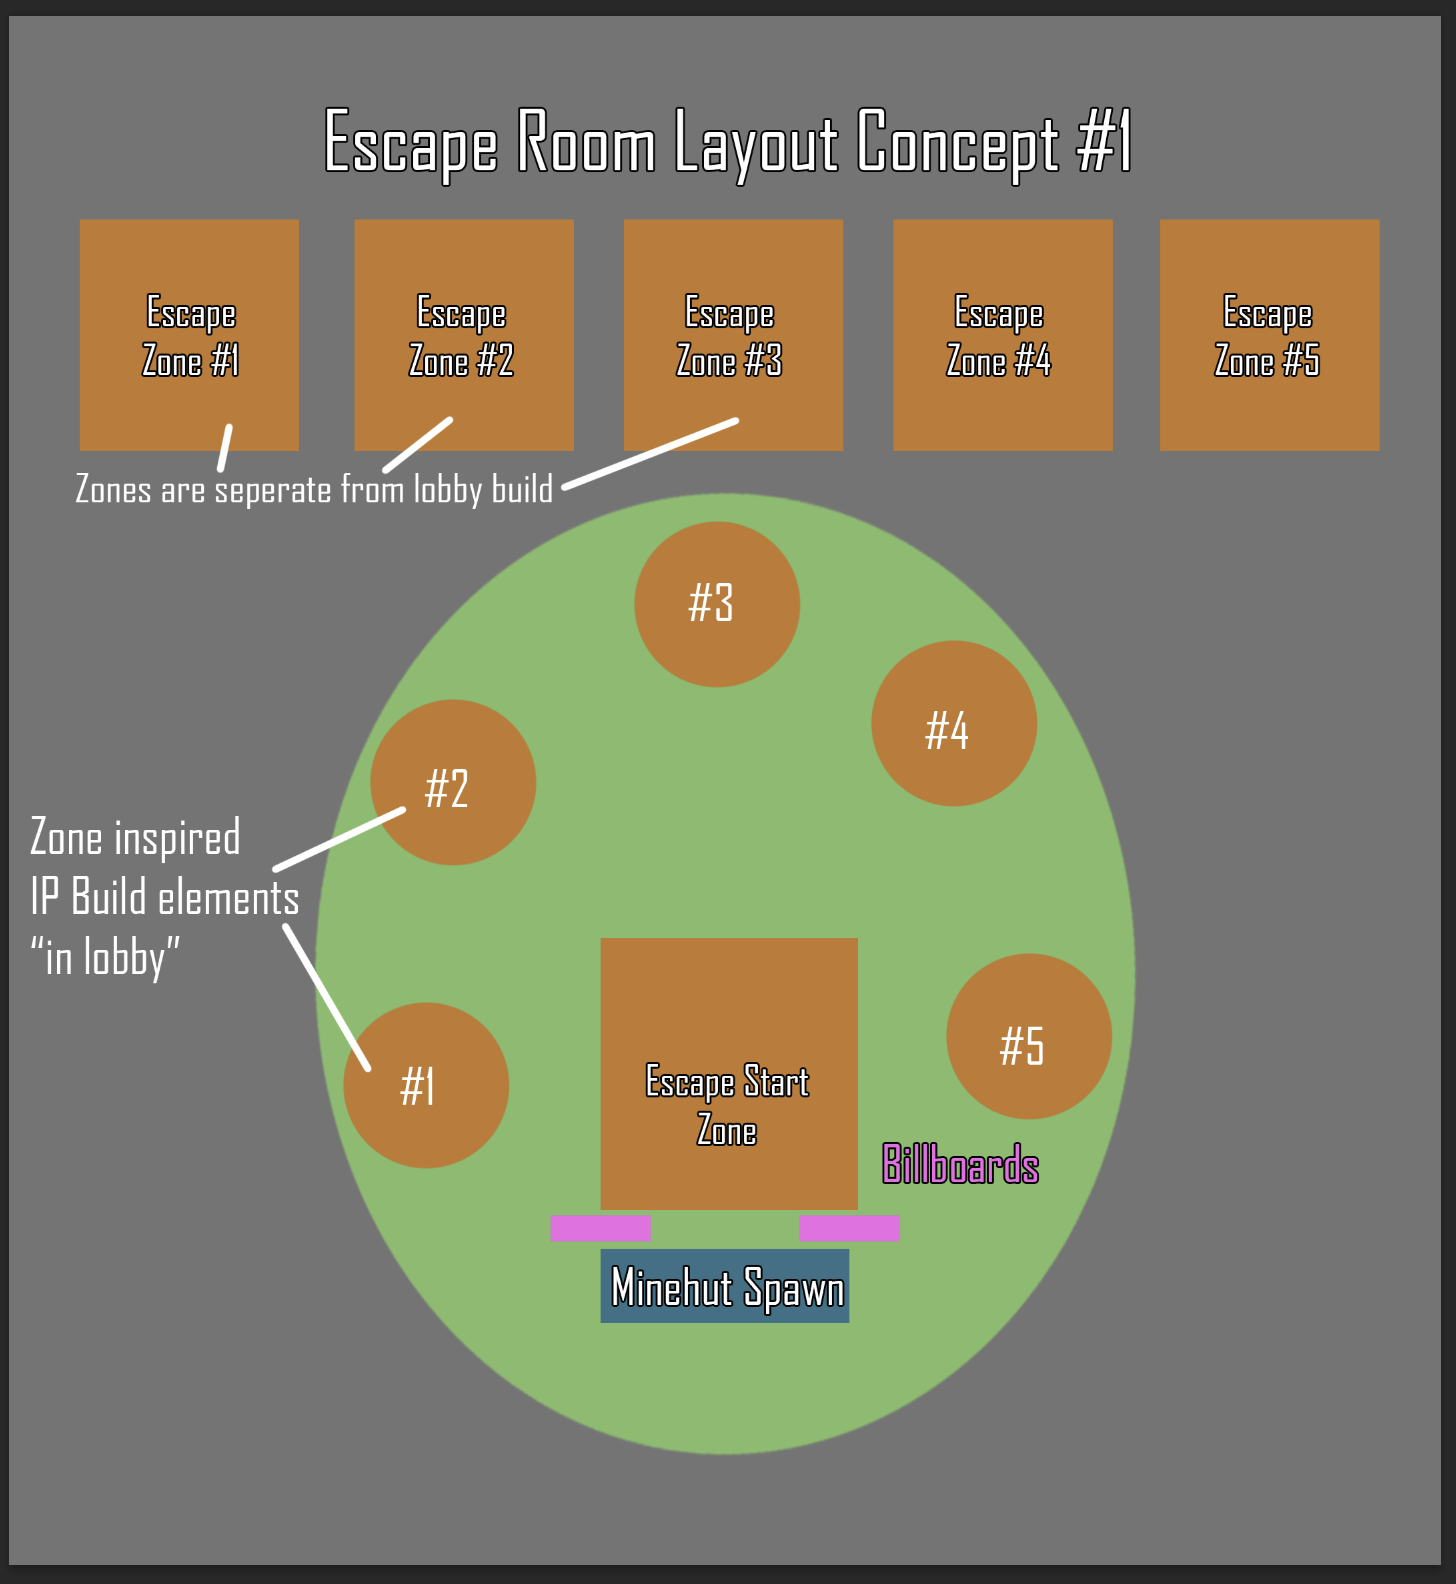 Escape Room Layout Concept #1
Escape
Zone #1
Escape
Zone #2
Escape
Zone #3
Escape
Zone #4
Escape
Zone #5
Zones are seperate from lobby build
#3
#4
#2
Zone inspired
IP Build elements
“in lobby”
#1
#5
Escape Start
Zone
Billboards
Minehut Spawn